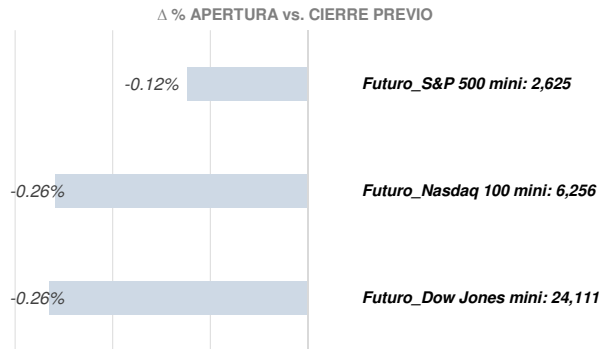 Δ % APERTURA vs. CIERRE PREVIO
-0.12% Futuro_S&P 500 mini: 2,625
-0.26% Futuro_Nasdaq 100 mini: 6,256
-0.26% Futuro_Dow Jones mini: 24,111